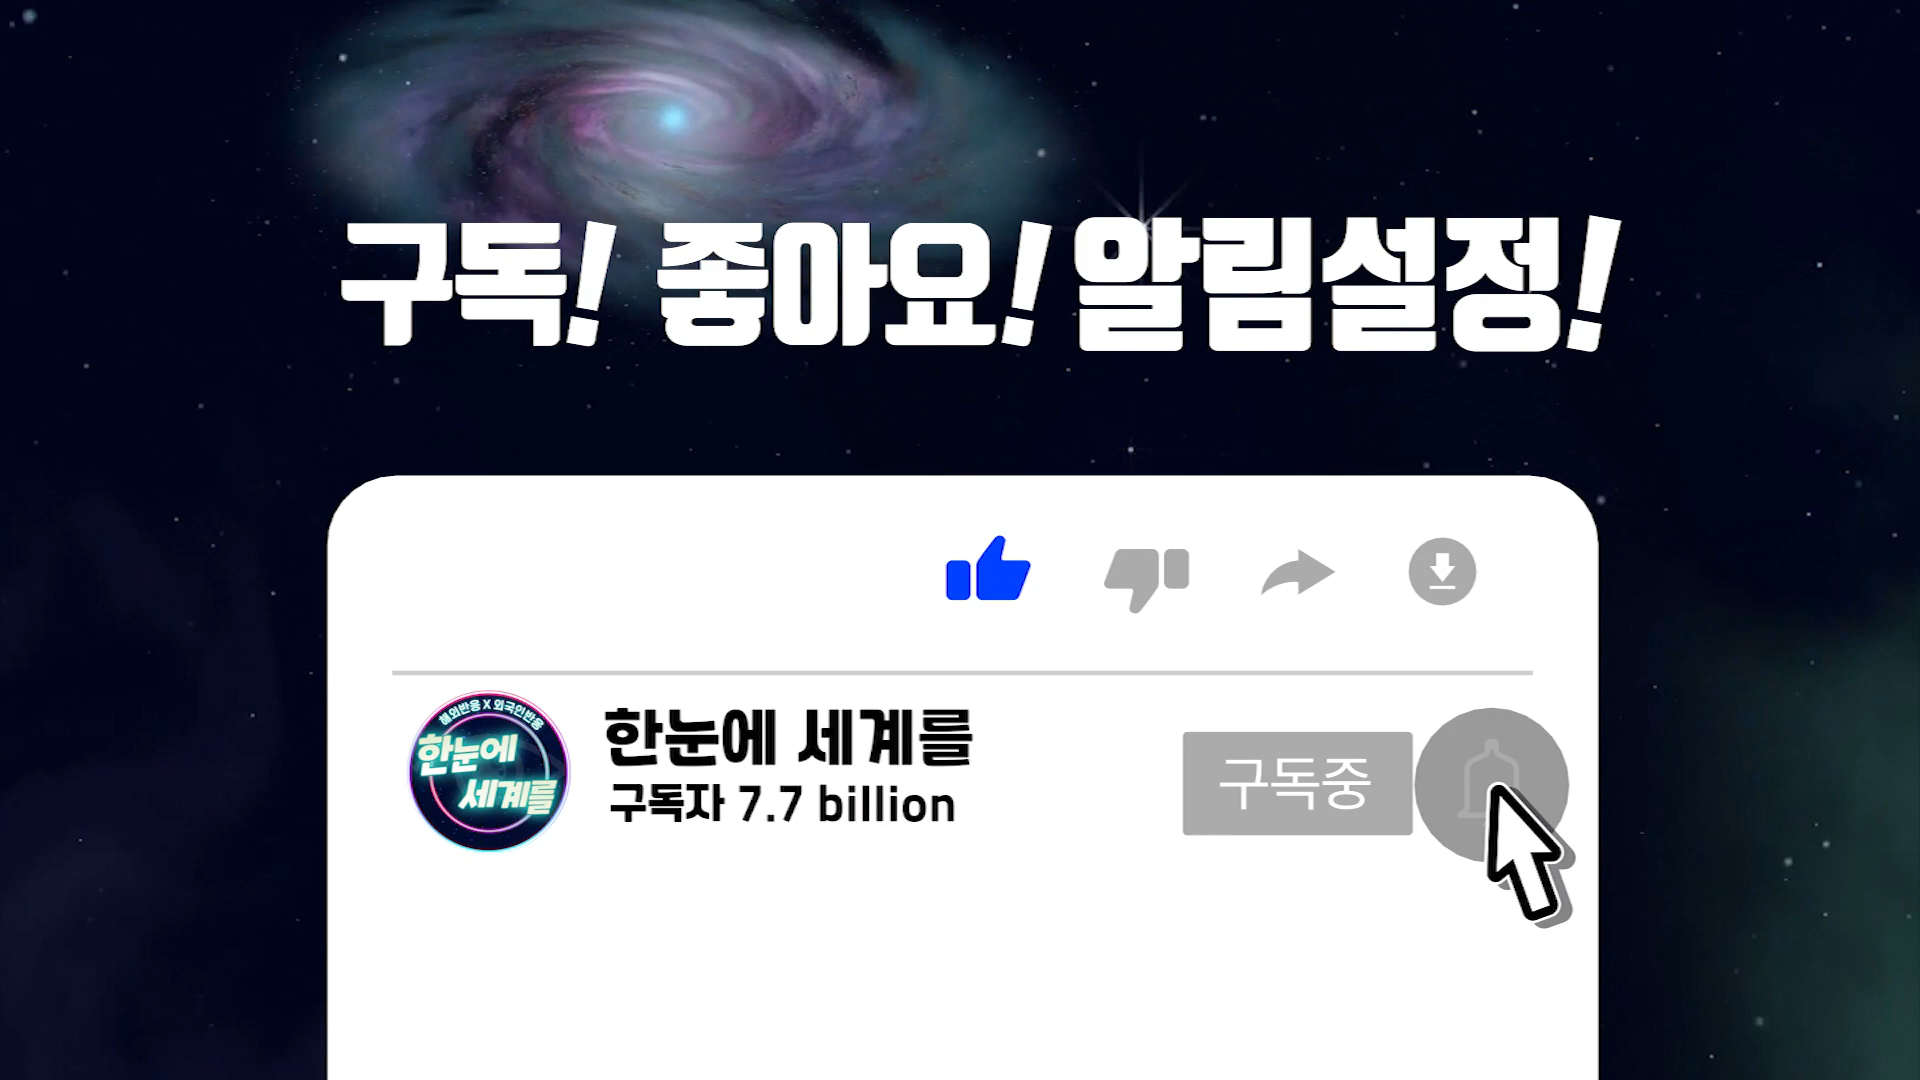 구독! 좋아요! 알림설정!
해외반응 X 외국인반응
한눈에
세계를
한눈에 세계를
구독자 7.7 billion
구독중